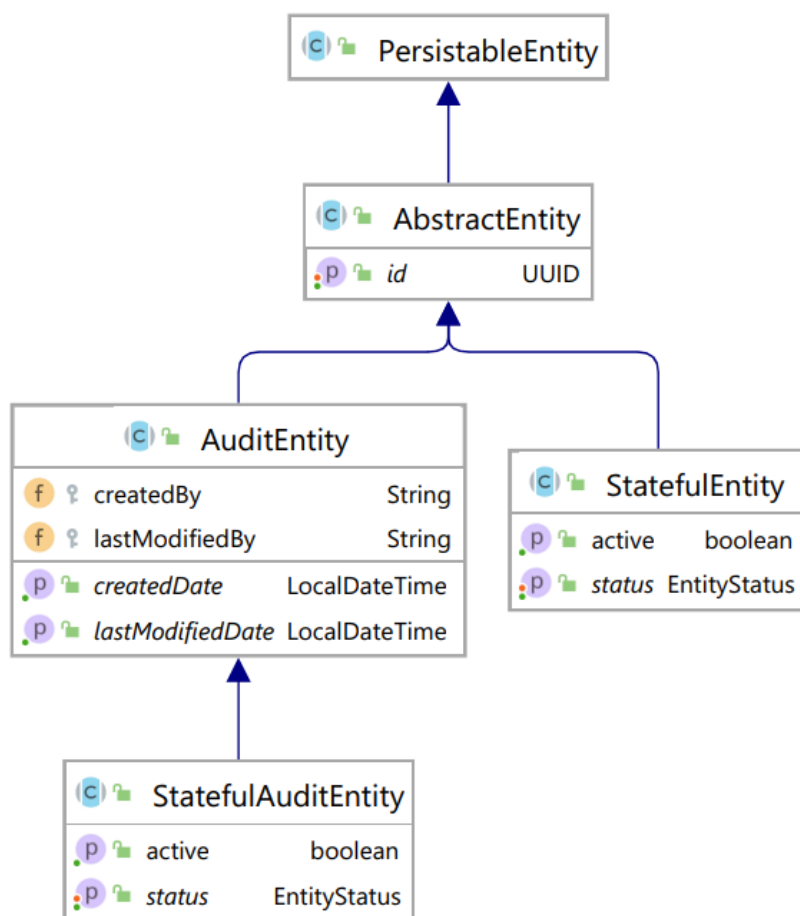 C PersistableEntity
C AbstractEntity
p id UUID
C AuditEntity
f createdBy String
f lastModifiedBy String
p createdDate LocalDateTime
p lastModifiedDate LocalDateTime
C StatefulEntity
p active boolean
p status EntityStatus
C StatefulAuditEntity
p active boolean
p status EntityStatus